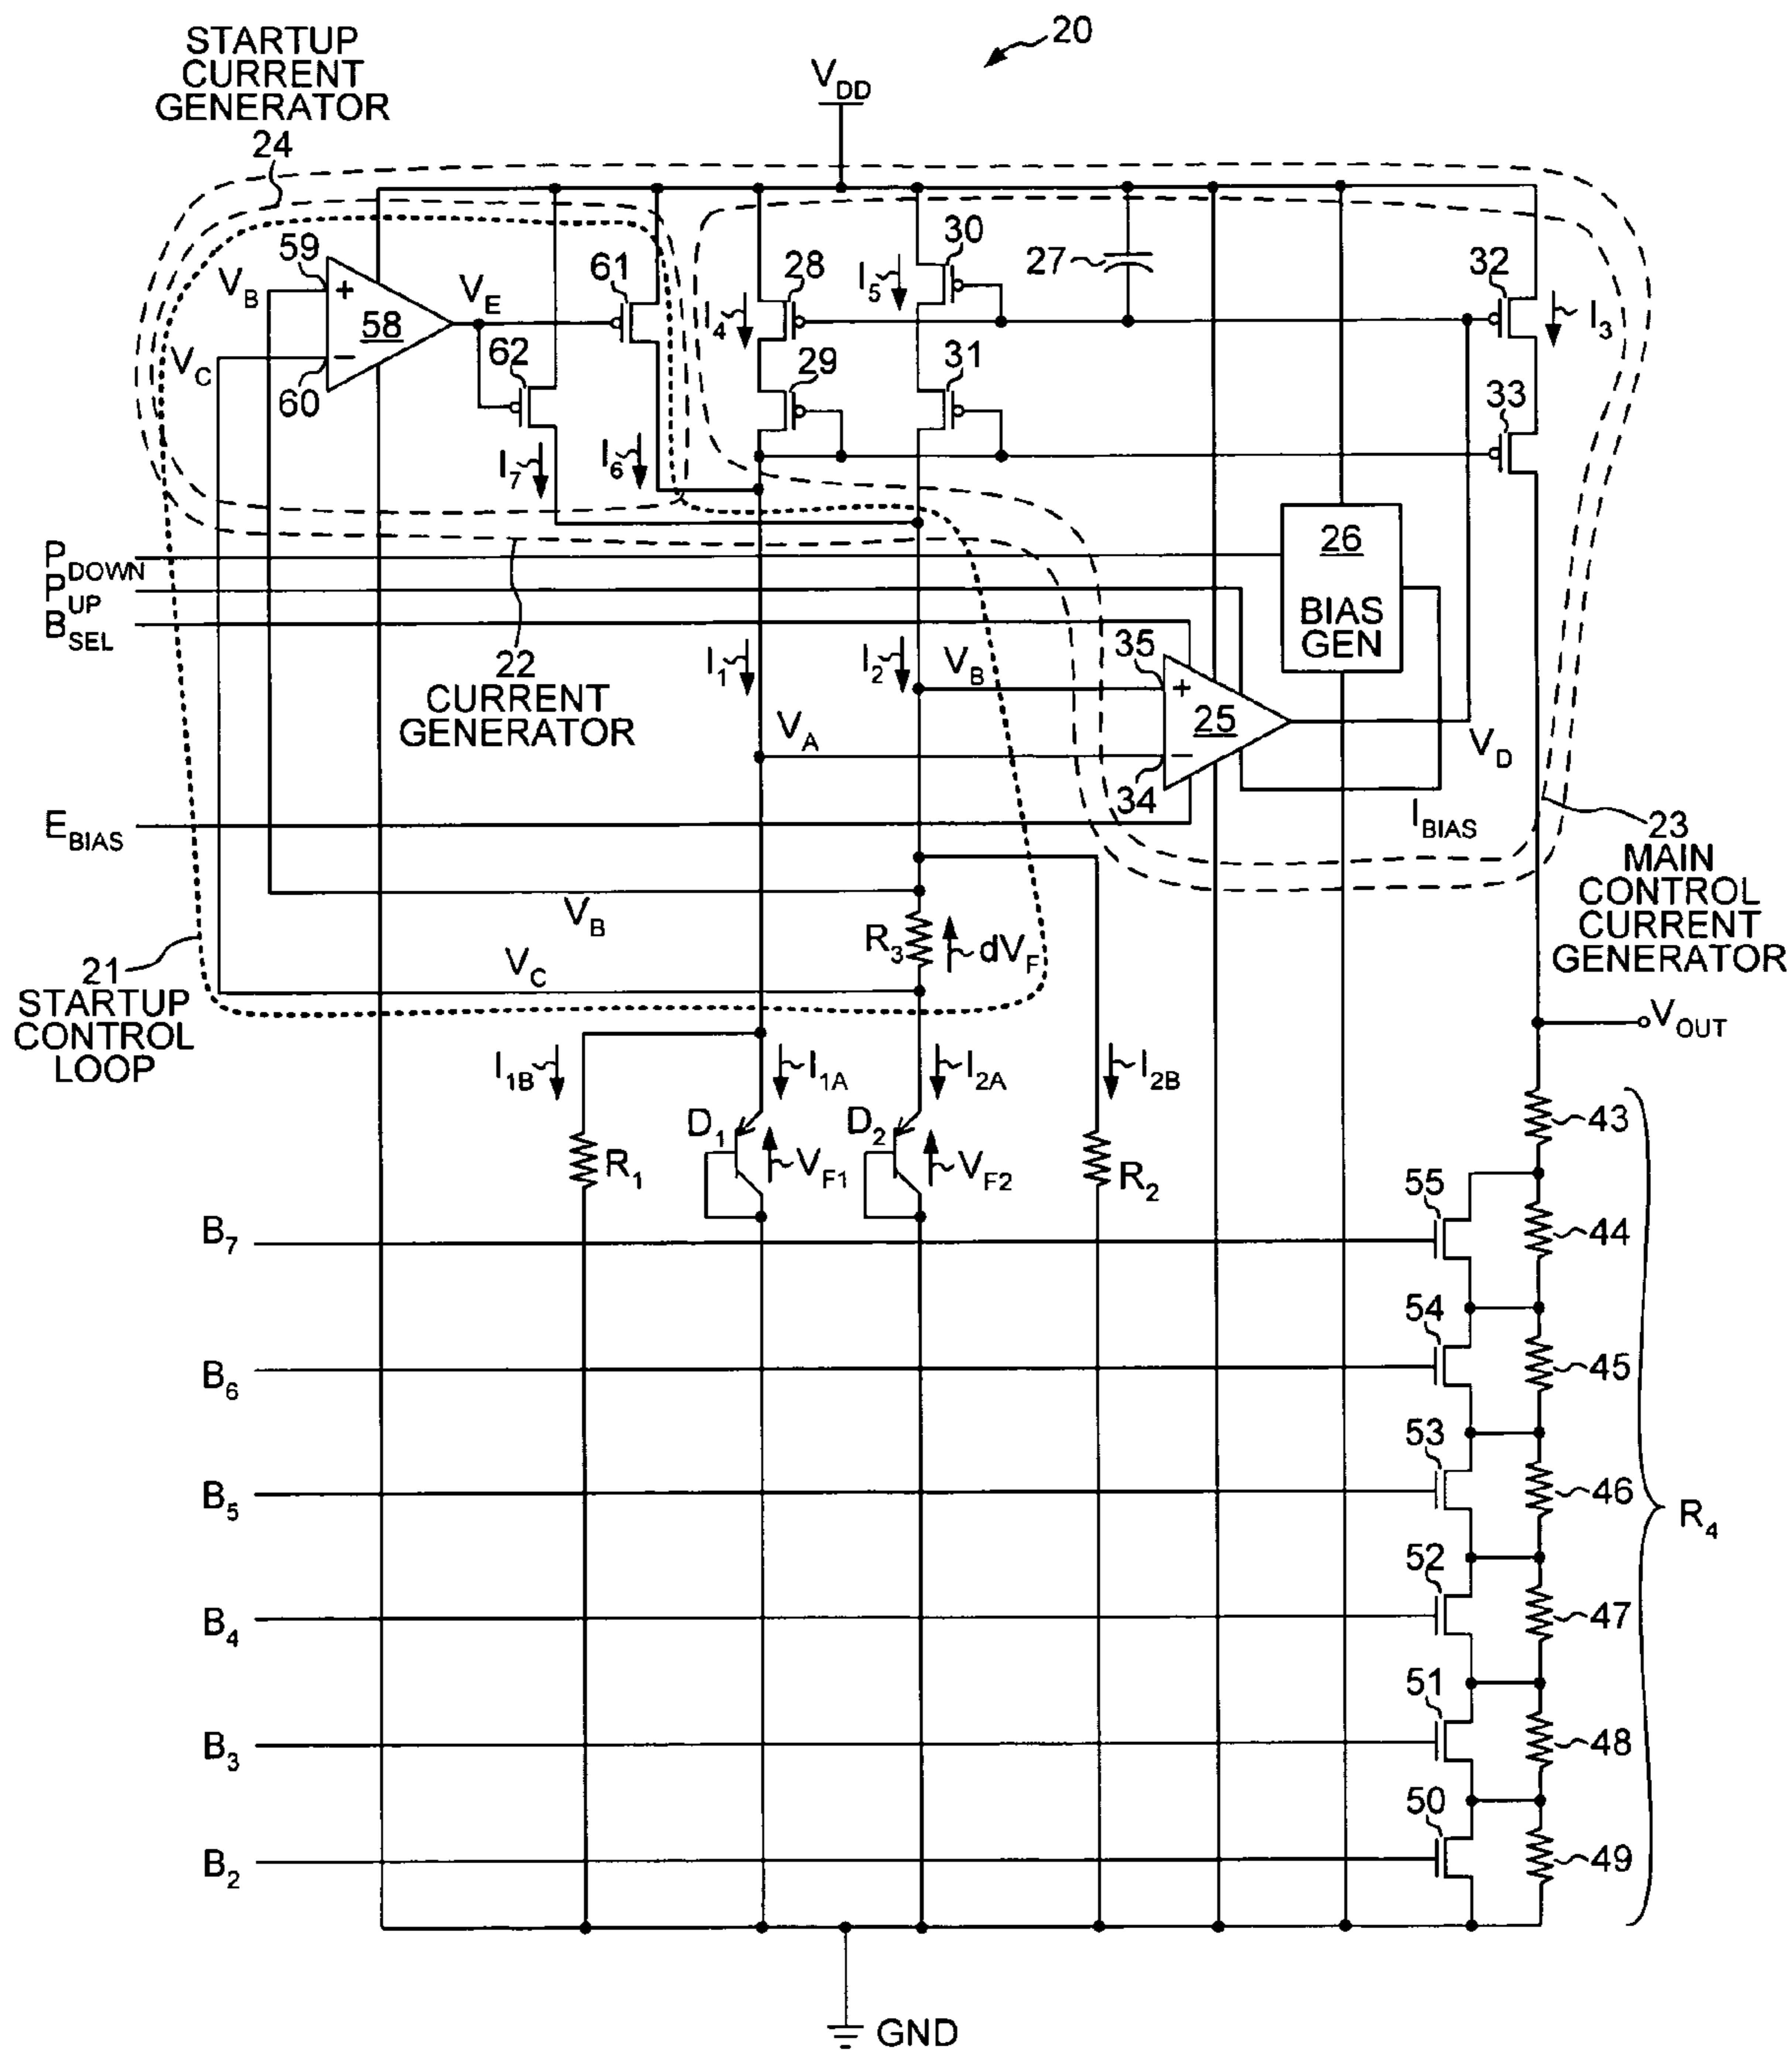 20
STARTUP
CURRENT
GENERATOR
24
VDD
59
VB
+
58
VE
VC
−
60
62
61
I7
I6
28
I4
29
30
I5
31
27
32
I3
33
PDOWN
PUP
BSEL
22
CURRENT
GENERATOR
26
BIAS
GEN
I1
I2
VB
35
+
25
VA
−
34
VD
EBIAS
IBIAS
23
MAIN
CONTROL
CURRENT
GENERATOR
VB
R3
dVF
VC
21
STARTUP
CONTROL
LOOP
VOUT
I1B
I1A
I2A
I2B
D1
VF1
D2
VF2
R1
R2
43
55
44
B7
54
45
B6
53
46
B5
R4
52
47
B4
51
48
B3
50
49
B2
GND